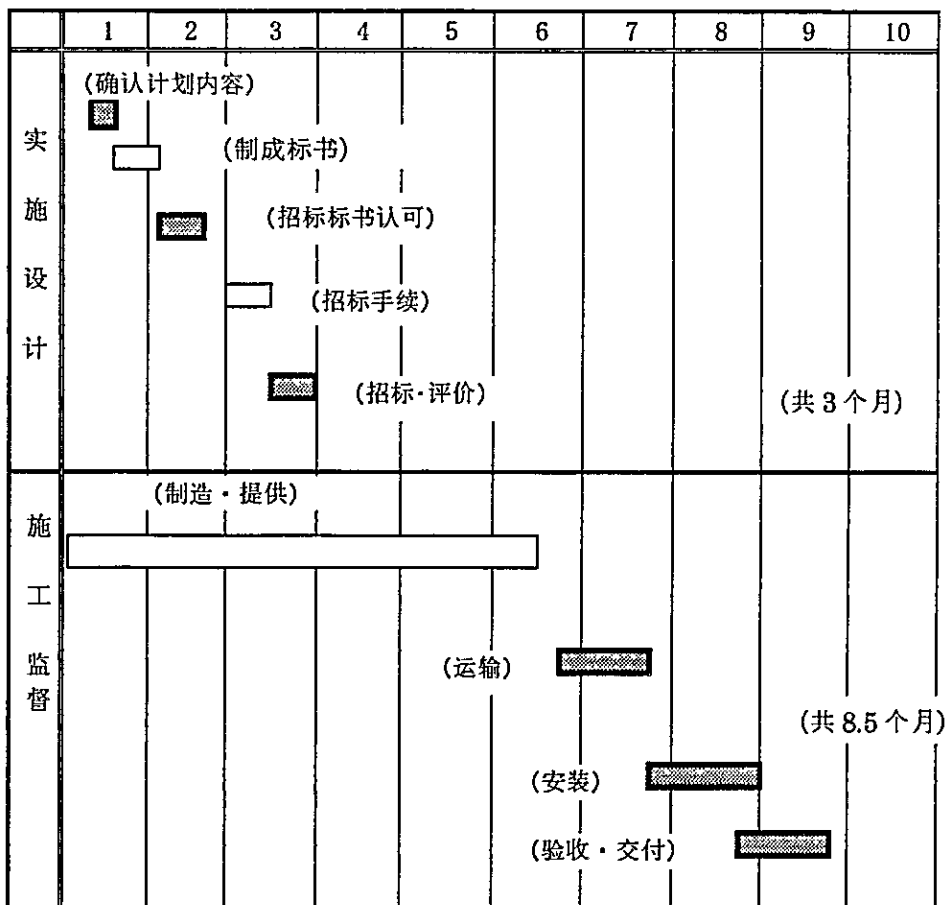 1 2 3 4 5 6 7 8 9 10
实施设计
(确认计划内容)
(制成标书)
(招标标书认可)
(招标手续)
(招标·评价)
(共 3 个月)
施工监督
(制造·提供)
(运输)
(共 8.5 个月)
(安装)
(验收·交付)